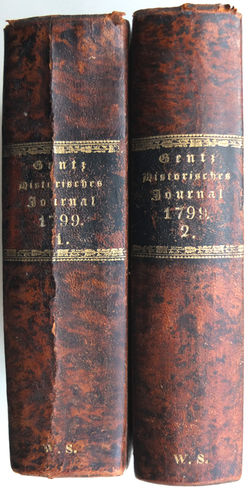 Gentz
Historisches
Journal
1799.
1.
W. S.
Gentz
Historisches
Journal
1799.
2.
W. S.